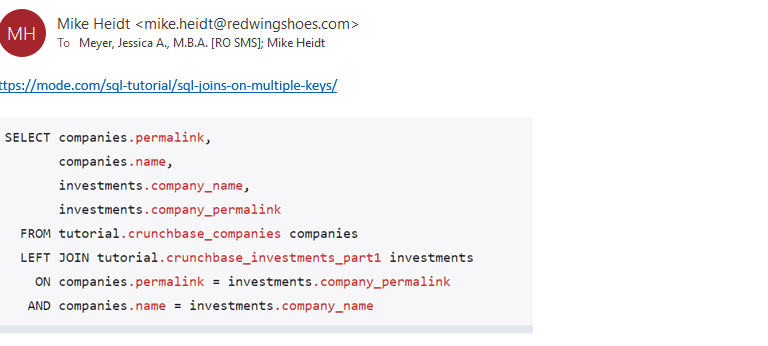 MH
Mike Heidt <mike.heidt@redwingshoes.com>
To Meyer, Jessica A., M.B.A. [RO SMS]; Mike Heidt
ttps://mode.com/sql-tutorial/sql-joins-on-multiple-keys/
SELECT companies.permalink,
companies.name,
investments.company_name,
investments.company_permalink
FROM tutorial.crunchbase_companies companies
LEFT JOIN tutorial.crunchbase_investments_part1 investments
ON companies.permalink = investments.company_permalink
AND companies.name = investments.company_name